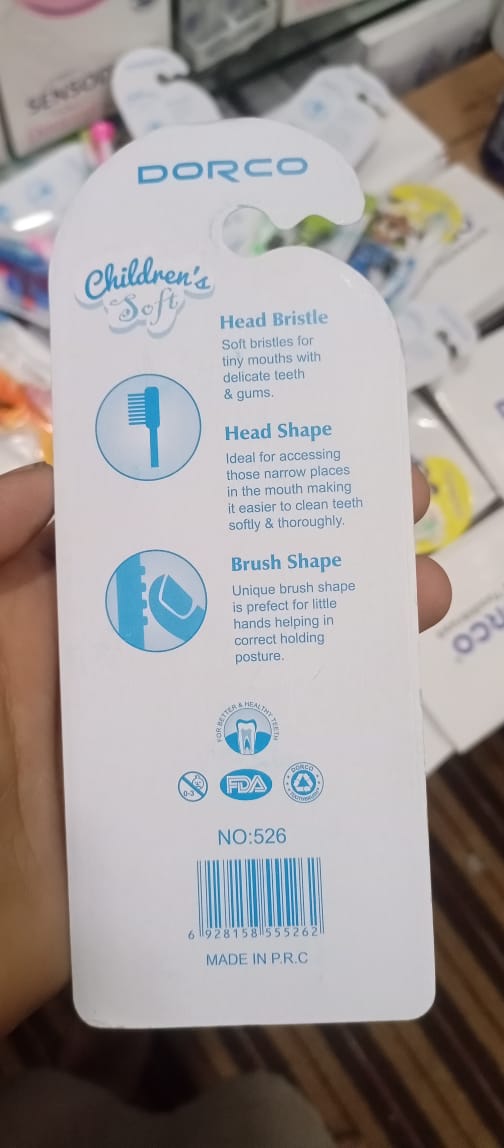 SENSOD
DORCO
Children's
Soft
Head Bristle
Soft bristles for
tiny mouths with
delicate teeth
& gums.
Head Shape
Ideal for accessing
those narrow places
in the mouth making
it easier to clean teeth
softly & thoroughly.
Brush Shape
Unique brush shape
is prefect for little
hands helping in
correct holding
posture.
FOR BETTER & HEALTHY TEETH
0-3
FDA
DORCO
TOOTHBRUSH
NO:526
6 928158 555262
MADE IN P.R.C
ORCO